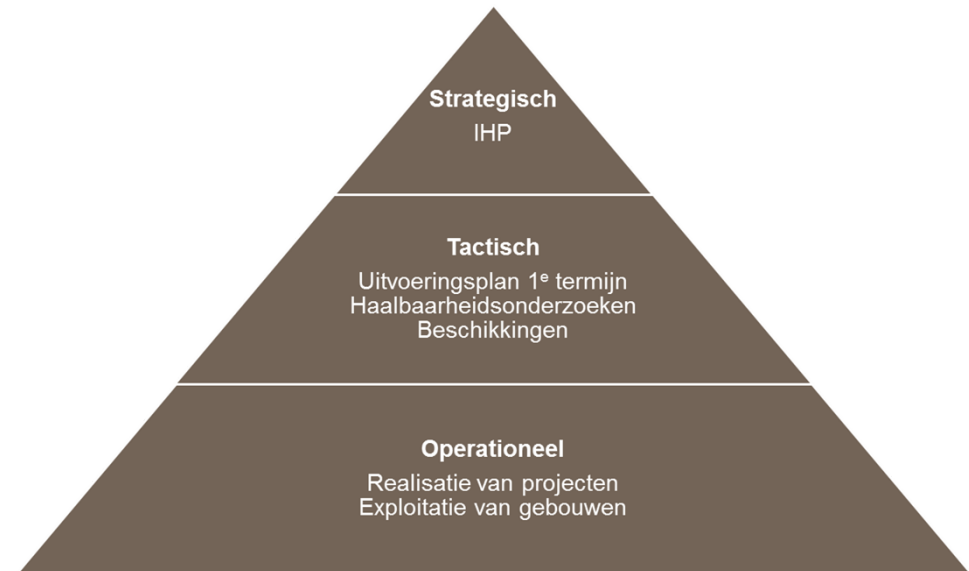 Strategisch
IHP
Tactisch
Uitvoeringsplan 1ᵉ termijn
Haalbaarheidsonderzoeken
Beschikkingen
Operationeel
Realisatie van projecten
Exploitatie van gebouwen